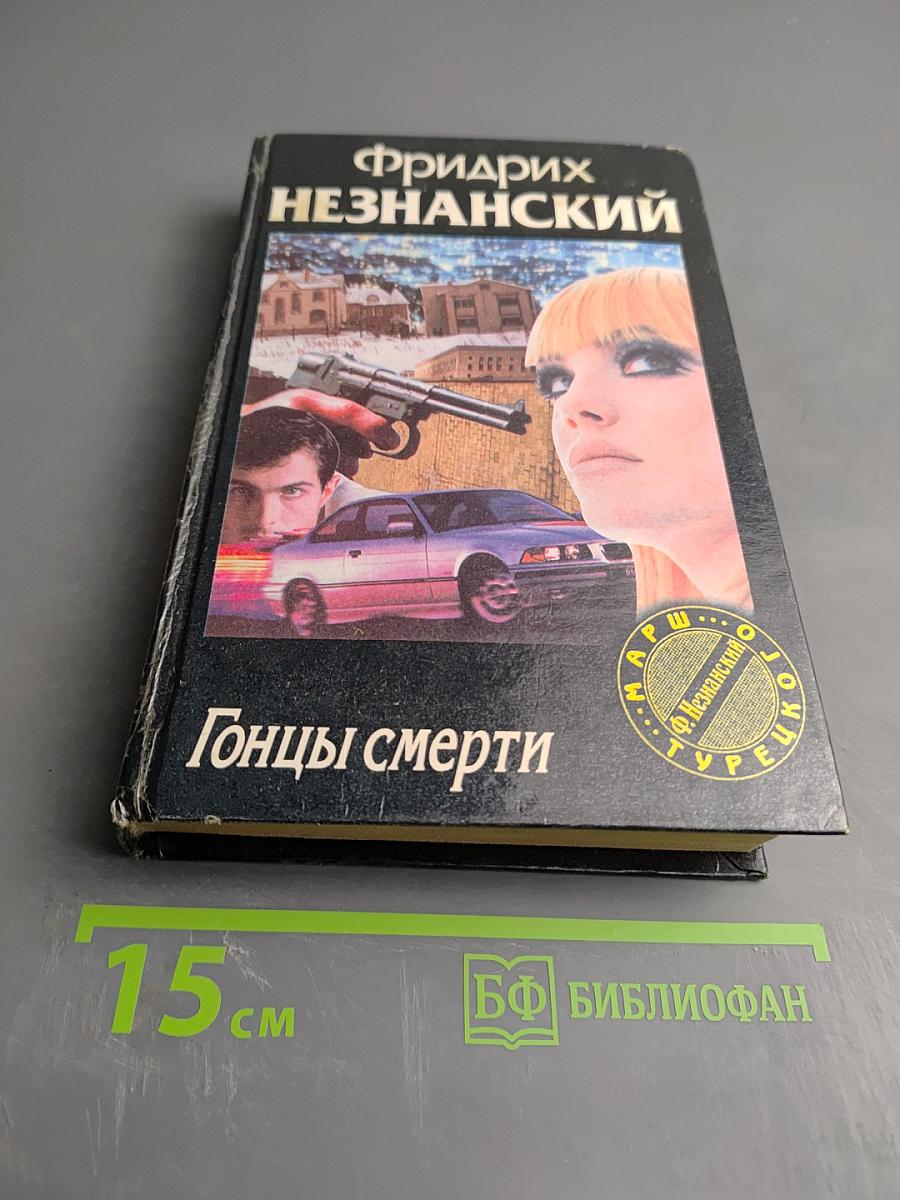 Фридрих
НЕЗНАНСКИЙ
МАРШ
ТУРЕЦКОГО
Ф. Незнанский
Гонцы смерти
15 см
БФ БИБЛИОФАН